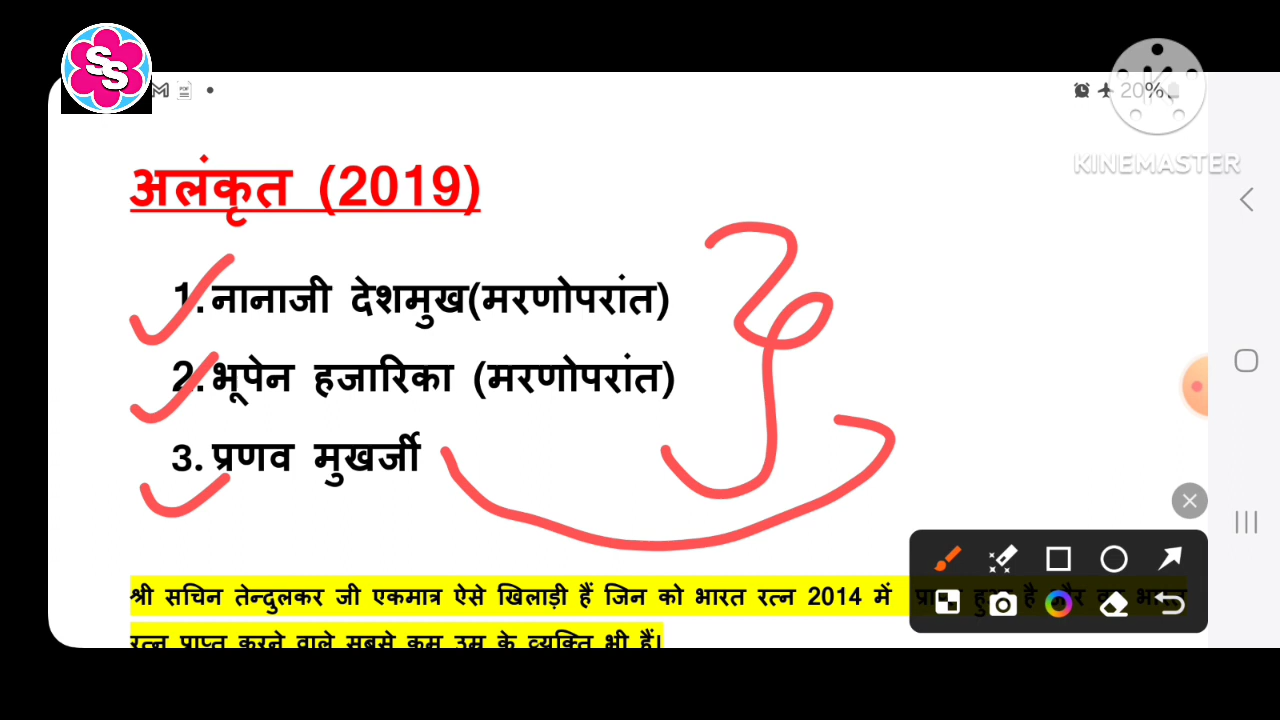 SS
20%
KINEMASTER
अलंकृत (2019)
1. नानाजी देशमुख(मरणोपरांत)
2. भूपेन हजारिका (मरणोपरांत)
3. प्रणव मुखर्जी
श्री सचिन तेन्दुलकर जी एकमात्र ऐसे खिलाड़ी हैं जिन को भारत रत्न 2014 में
रत्न प्राप्त करने वाले सबसे कम उम्र के व्यक्ति भी हैं।